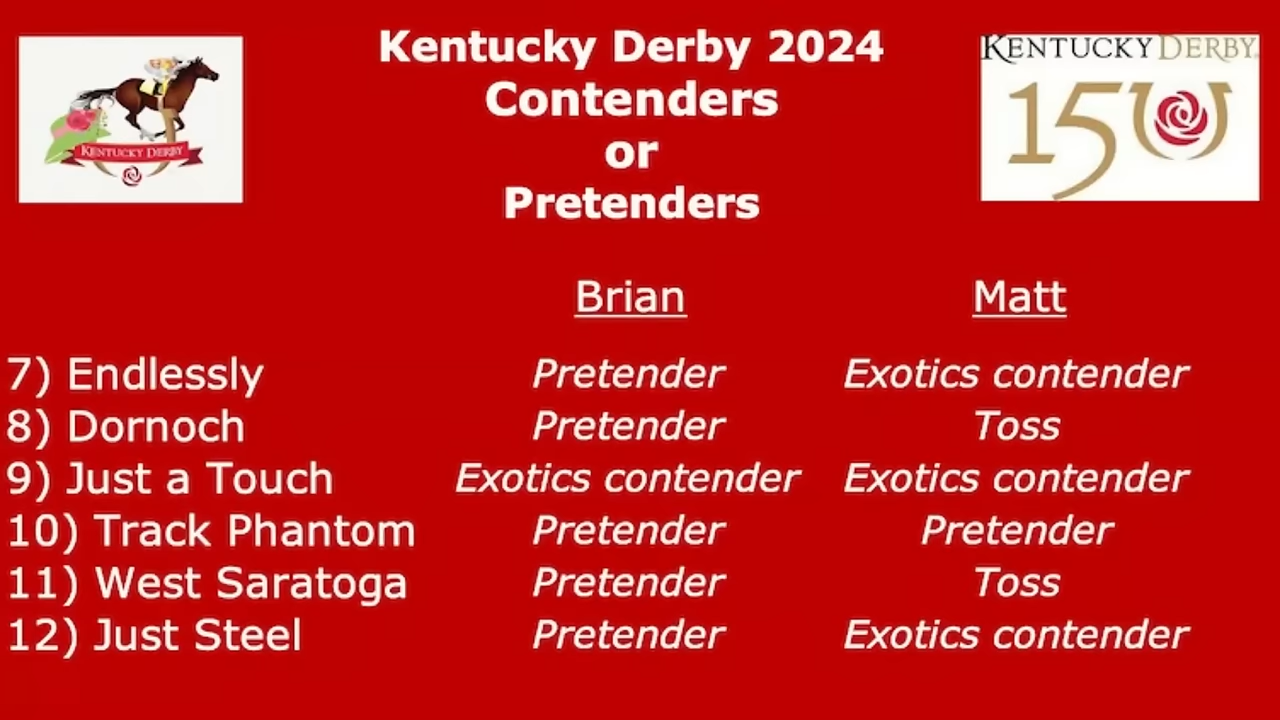 Kentucky Derby 2024
Contenders
or
Pretenders
KENTUCKY DERBY
KENTUCKY DERBY
150
Brian Matt
7) Endlessly Pretender Exotics contender
8) Dornoch Pretender Toss
9) Just a Touch Exotics contender Exotics contender
10) Track Phantom Pretender Pretender
11) West Saratoga Pretender Toss
12) Just Steel Pretender Exotics contender